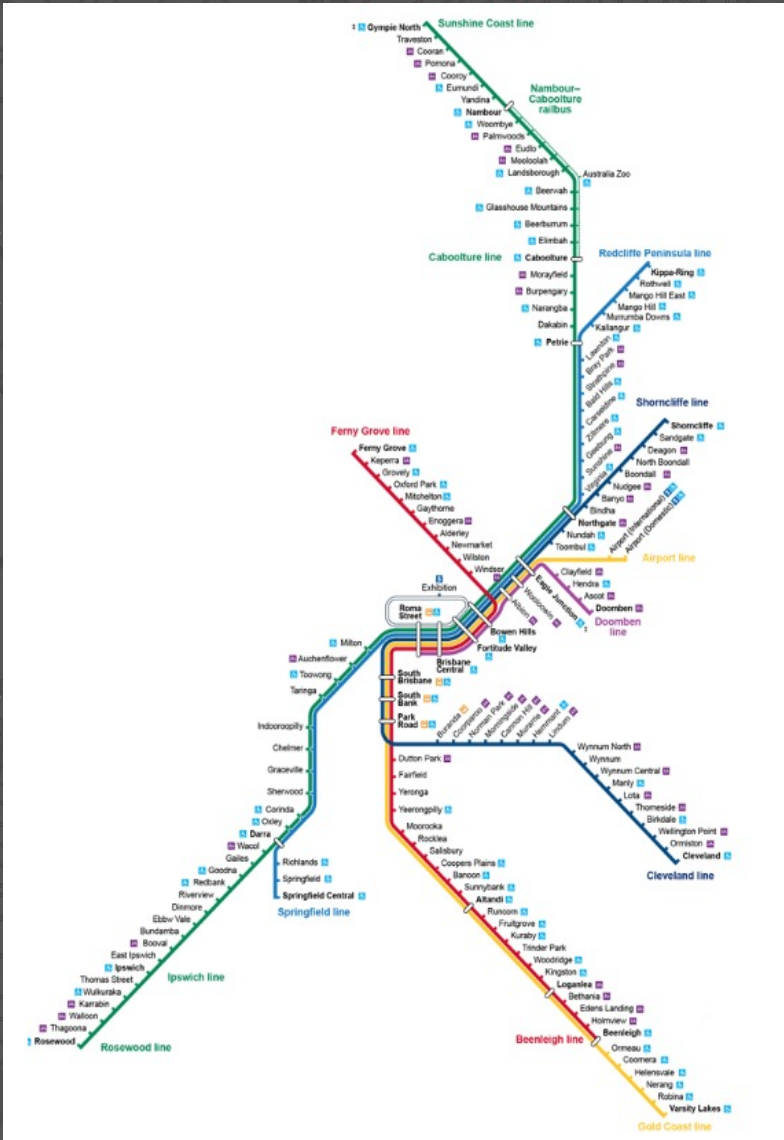 Gympie North
Sunshine Coast line
Traveston
Cooran
Pomona
Cooroy
Eumundi
Yandina
Nambour–
Caboolture
railbus
Nambour
Woombye
Palmwoods
Eudlo
Mooloolah
Landsborough
Australia Zoo
Beerwah
Glasshouse Mountains
Beerburrum
Elimbah
Caboolture line
Caboolture
Morayfield
Burpengary
Narangba
Dakabin
Petrie
Redcliffe Peninsula line
Kippa-Ring
Rothwell
Mango Hill East
Mango Hill
Murrumba Downs
Kallangur
Lawnton
Bray Park
Strathpine
Bald Hills
Carseldine
Zillmere
Geebung
Sunshine
Virginia
Shorncliffe line
Shorncliffe
Sandgate
Deagon
North Boondall
Boondall
Nudgee
Banyo
Bindha
Northgate
Nundah
Toombul
Airport (International)
Airport (Domestic)
Airport line
Ferny Grove line
Ferny Grove
Keperra
Grovely
Oxford Park
Mitchelton
Gaythorne
Enoggera
Alderley
Newmarket
Wilston
Windsor
Eagle Junction
Wooloowin
Albion
Clayfield
Hendra
Ascot
Doomben
Doomben
line
Exhibition
Roma
Street
Bowen Hills
Fortitude Valley
Brisbane
Central
Milton
Auchenflower
Toowong
Taringa
Indooroopilly
Chelmer
Graceville
Sherwood
Corinda
Oxley
Darra
Wacol
Gailes
Goodna
Redbank
Riverview
Dinmore
Ebbw Vale
Bundamba
Booval
East Ipswich
Ipswich
Thomas Street
Wulkuraka
Karrabin
Walloon
Thagoona
Rosewood
Ipswich line
Rosewood line
Richlands
Springfield
Springfield Central
Springfield line
South
Brisbane
South
Bank
Park
Road
Buranda
Coorparoo
Norman Park
Morningside
Cannon Hill
Murarrie
Hemmant
Lindum
Wynnum North
Wynnum
Wynnum Central
Manly
Lota
Thorneside
Birkdale
Wellington Point
Ormiston
Cleveland
Cleveland line
Dutton Park
Fairfield
Yeronga
Yeerongpilly
Moorooka
Rocklea
Salisbury
Coopers Plains
Banoon
Sunnybank
Altandi
Runcorn
Fruitgrove
Kuraby
Trinder Park
Woodridge
Kingston
Loganlea
Bethania
Edens Landing
Holmview
Beenleigh
Beenleigh line
Ormeau
Coomera
Helensvale
Nerang
Robina
Varsity Lakes
Gold Coast line